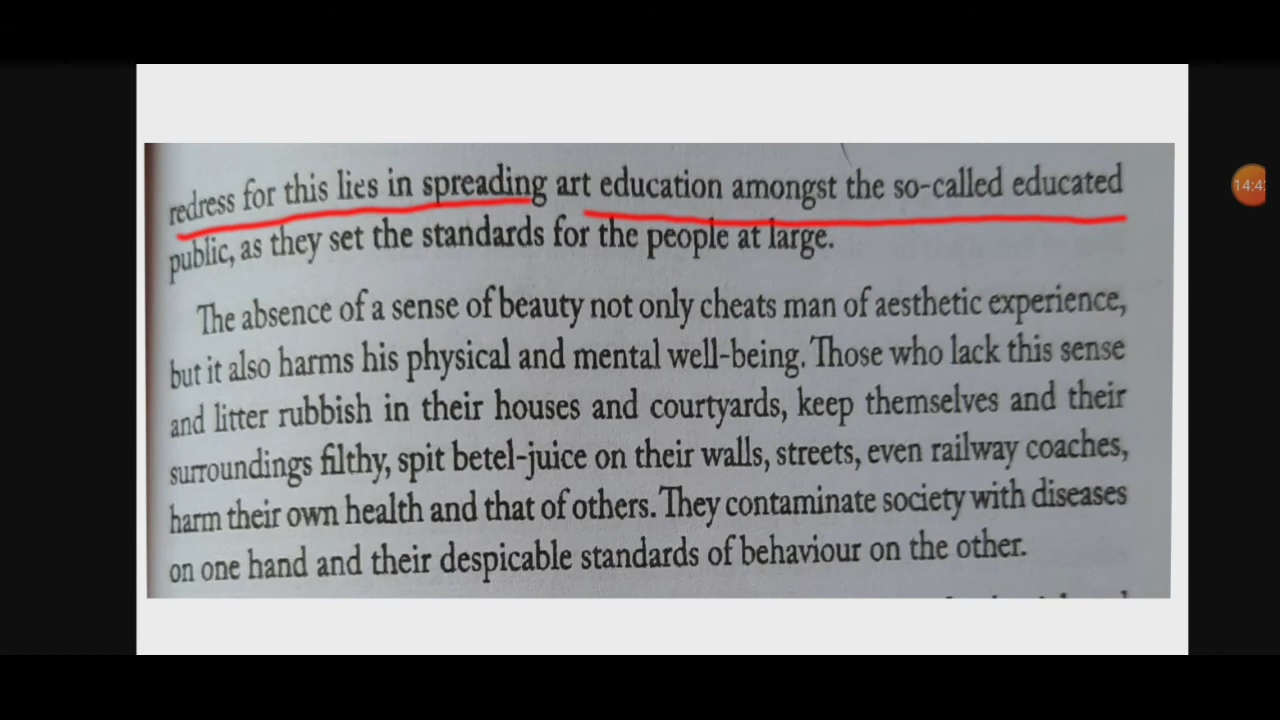 redress for this lies in spreading art education amongst the so-called educated
public, as they set the standards for the people at large.
The absence of a sense of beauty not only cheats man of aesthetic experience,
but it also harms his physical and mental well-being. Those who lack this sense
and litter rubbish in their houses and courtyards, keep themselves and their
surroundings filthy, spit betel-juice on their walls, streets, even railway coaches,
harm their own health and that of others. They contaminate society with diseases
on one hand and their despicable standards of behaviour on the other.